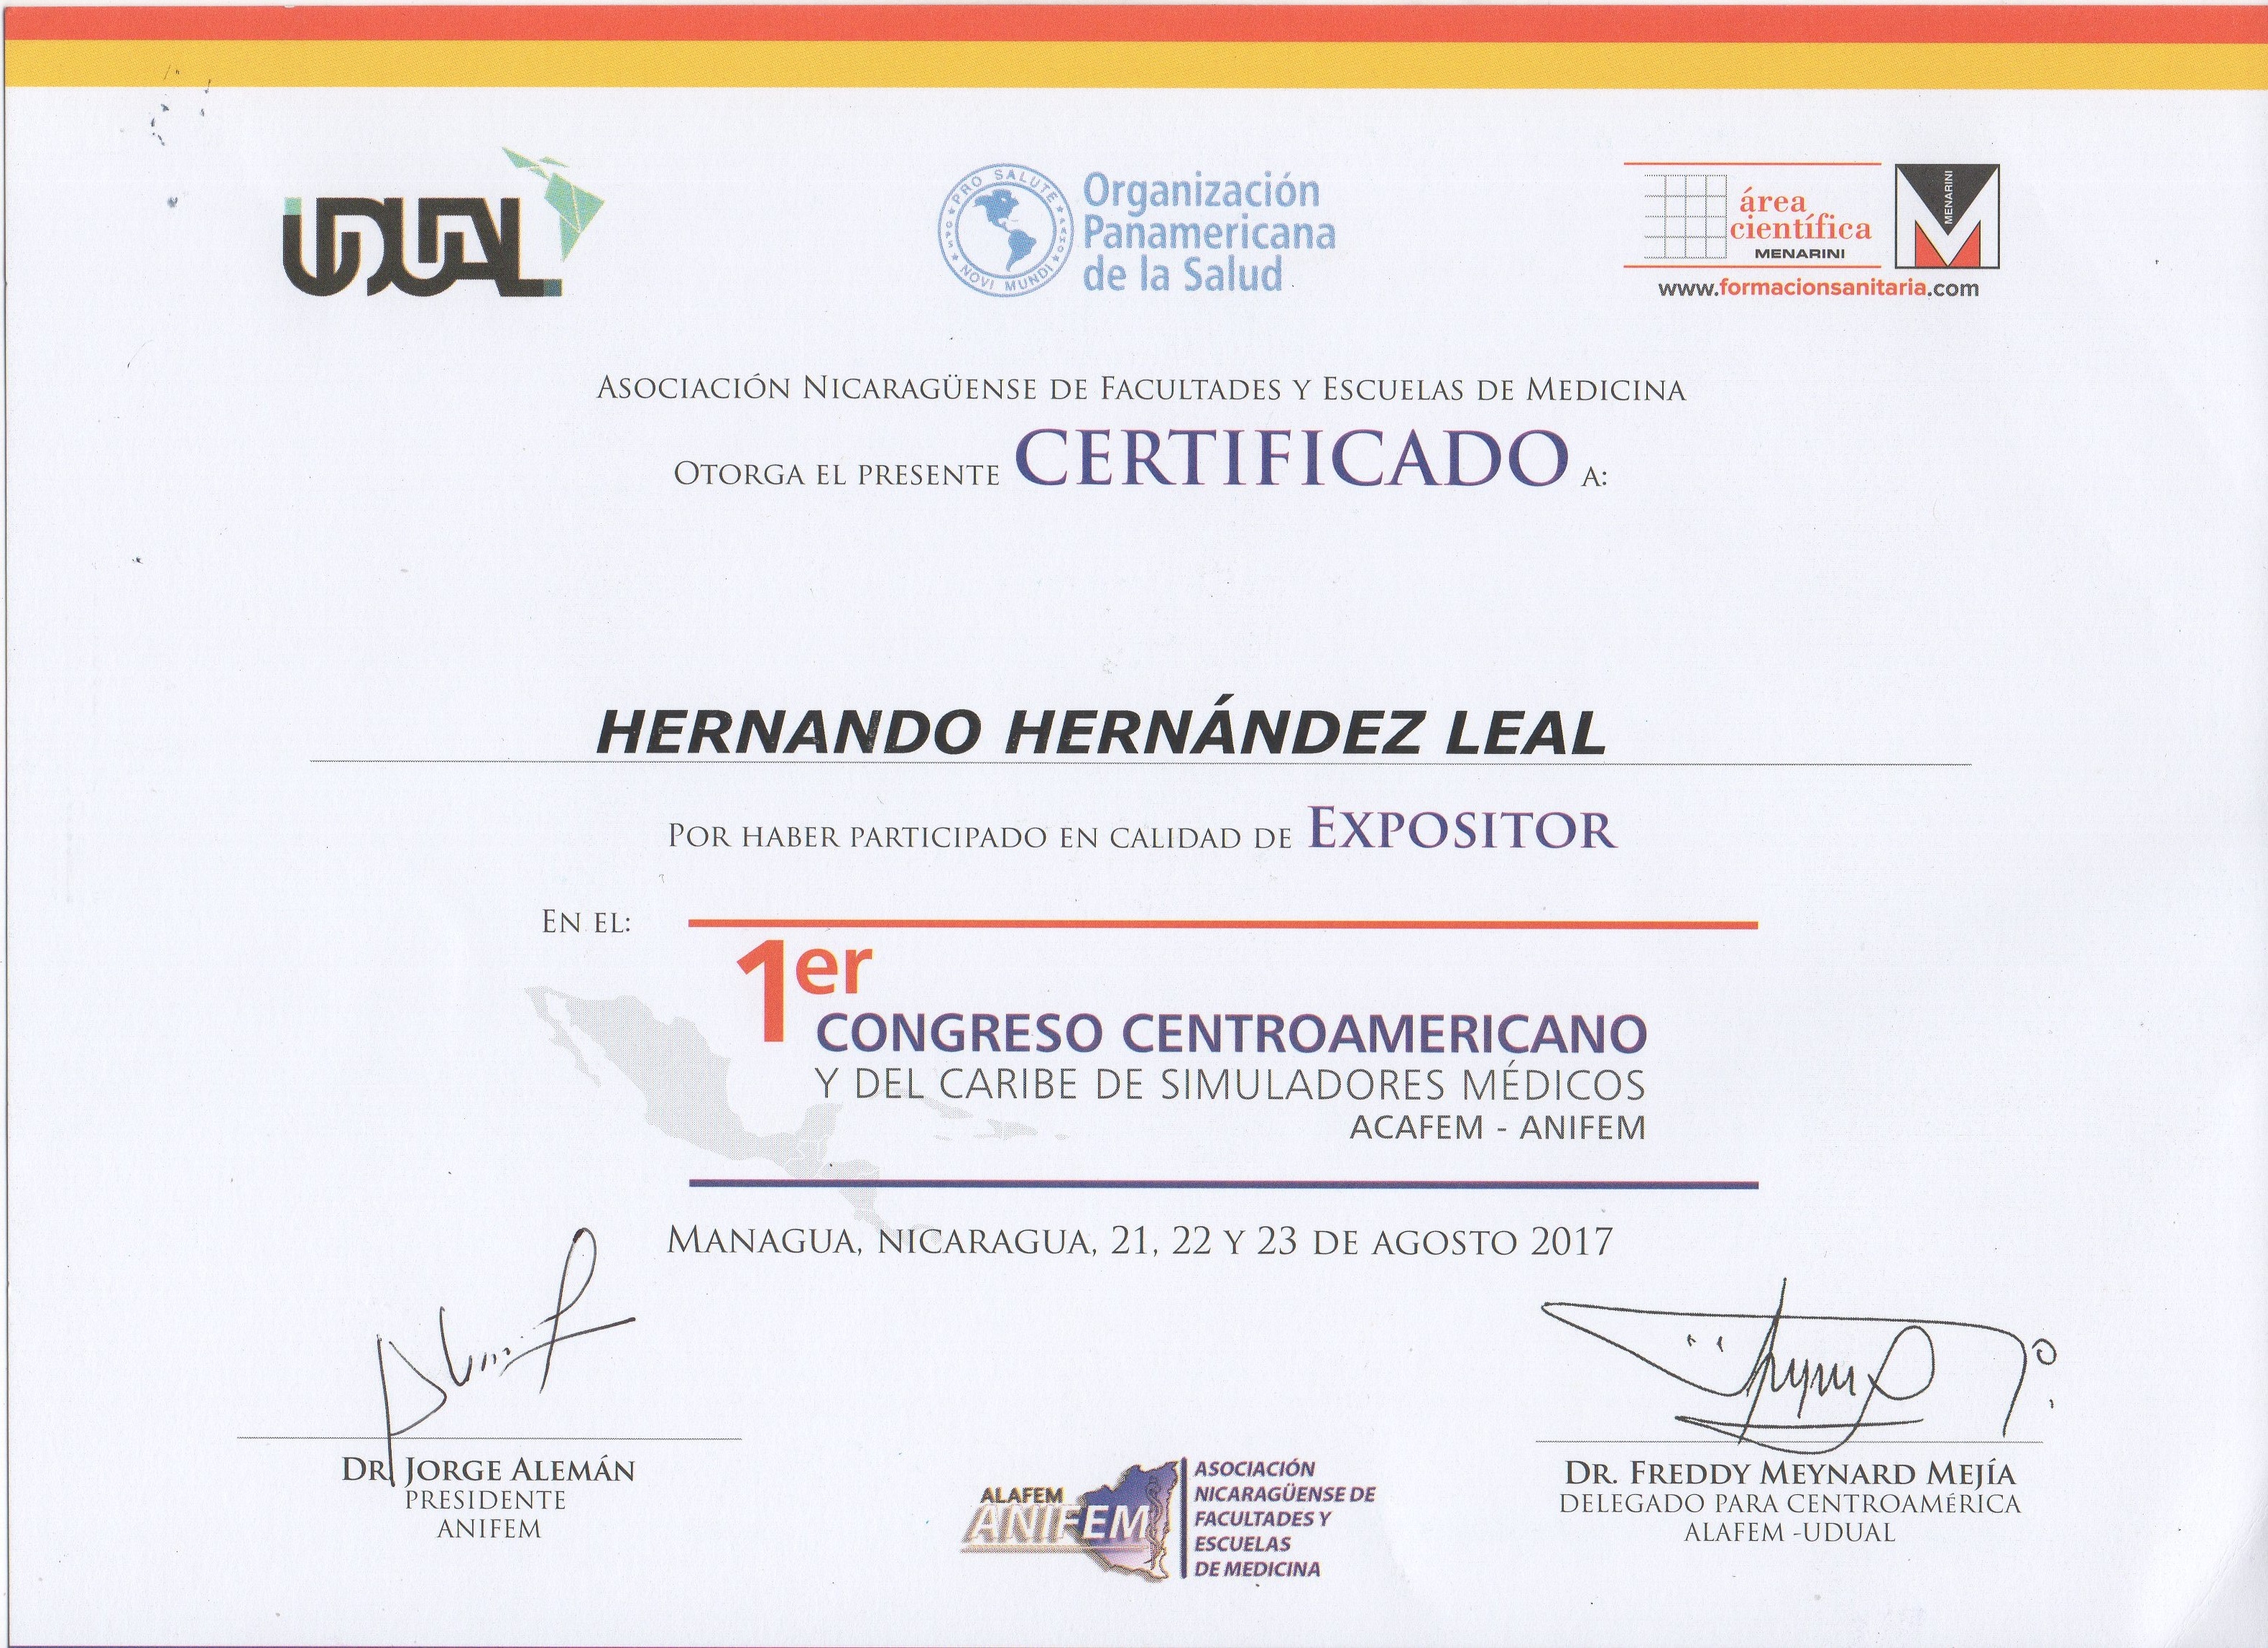 UDUAL
PRO SALUTE NOVI MUNDI
Organización
Panamericana
de la Salud
área
científica
MENARINI
MENARINI
www.formacionsanitaria.com
Asociación Nicaragüense de Facultades y Escuelas de Medicina
Otorga el presente CERTIFICADO a:
HERNANDO HERNÁNDEZ LEAL
Por haber participado en calidad de Expositor
En el:
1er
CONGRESO CENTROAMERICANO
Y DEL CARIBE DE SIMULADORES MÉDICOS
ACAFEM - ANIFEM
Managua, nicaragua, 21, 22 y 23 de agosto 2017
Dr. Jorge Alemán
PRESIDENTE
ANIFEM
ALAFEM
ANIFEM
ASOCIACIÓN
NICARAGÜENSE DE
FACULTADES Y
ESCUELAS
DE MEDICINA
Dr. Freddy Meynard Mejía
DELEGADO PARA CENTROAMÉRICA
ALAFEM -UDUAL